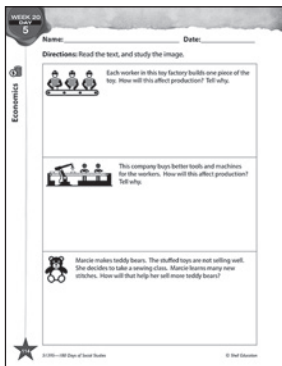 WEEK 20
DAY
5
Name: Date:
Directions: Read the text, and study the image.
Economics
Each worker in this toy factory builds one piece of the
toy. How will this affect production? Tell why.
This company buys better tools and machines
for the workers. How will this affect production?
Tell why.
Marcie makes teddy bears. The stuffed toys are not selling well.
She decides to take a sewing class. Marcie learns many new
stitches. How will that help her sell more teddy bears?
180 Days of Social Studies
© Shell Education